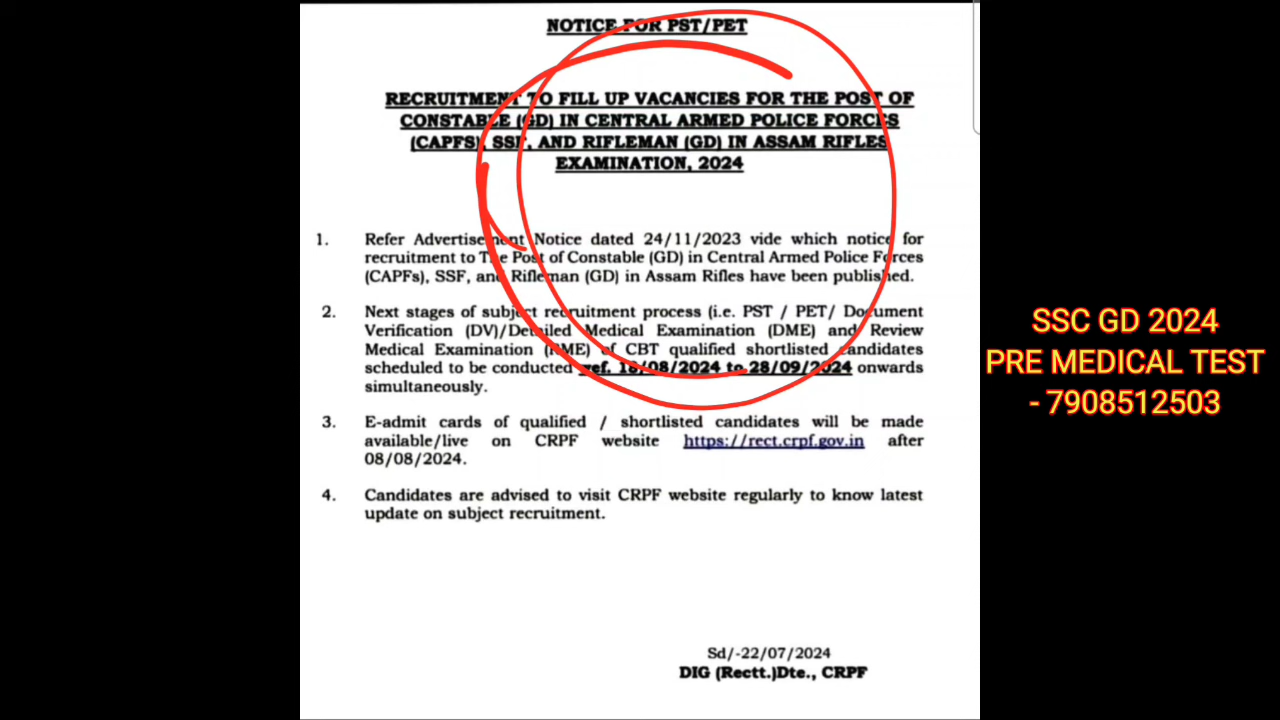 NOTICE FOR PST/PET
RECRUITMENT TO FILL UP VACANCIES FOR THE POST OF
CONSTABLE (GD) IN CENTRAL ARMED POLICE FORCES
(CAPFS), SSF, AND RIFLEMAN (GD) IN ASSAM RIFLES
EXAMINATION, 2024
1. Refer Advertisement Notice dated 24/11/2023 vide which notice for
recruitment to The Post of Constable (GD) in Central Armed Police Forces
(CAPFs), SSF, and Rifleman (GD) in Assam Rifles have been published.
2. Next stages of subject recruitment process (i.e. PST / PET/ Document
Verification (DV)/Detailed Medical Examination (DME) and Review
Medical Examination (RME) of CBT qualified shortlisted candidates
scheduled to be conducted wef. 18/08/2024 to 28/09/2024 onwards
simultaneously.
3. E-admit cards of qualified / shortlisted candidates will be made
available/live on CRPF website https://rect.crpf.gov.in after
08/08/2024.
4. Candidates are advised to visit CRPF website regularly to know latest
update on subject recruitment.
Sd/-22/07/2024
DIG (Rectt.)Dte., CRPF
SSC GD 2024
PRE MEDICAL TEST
- 7908512503